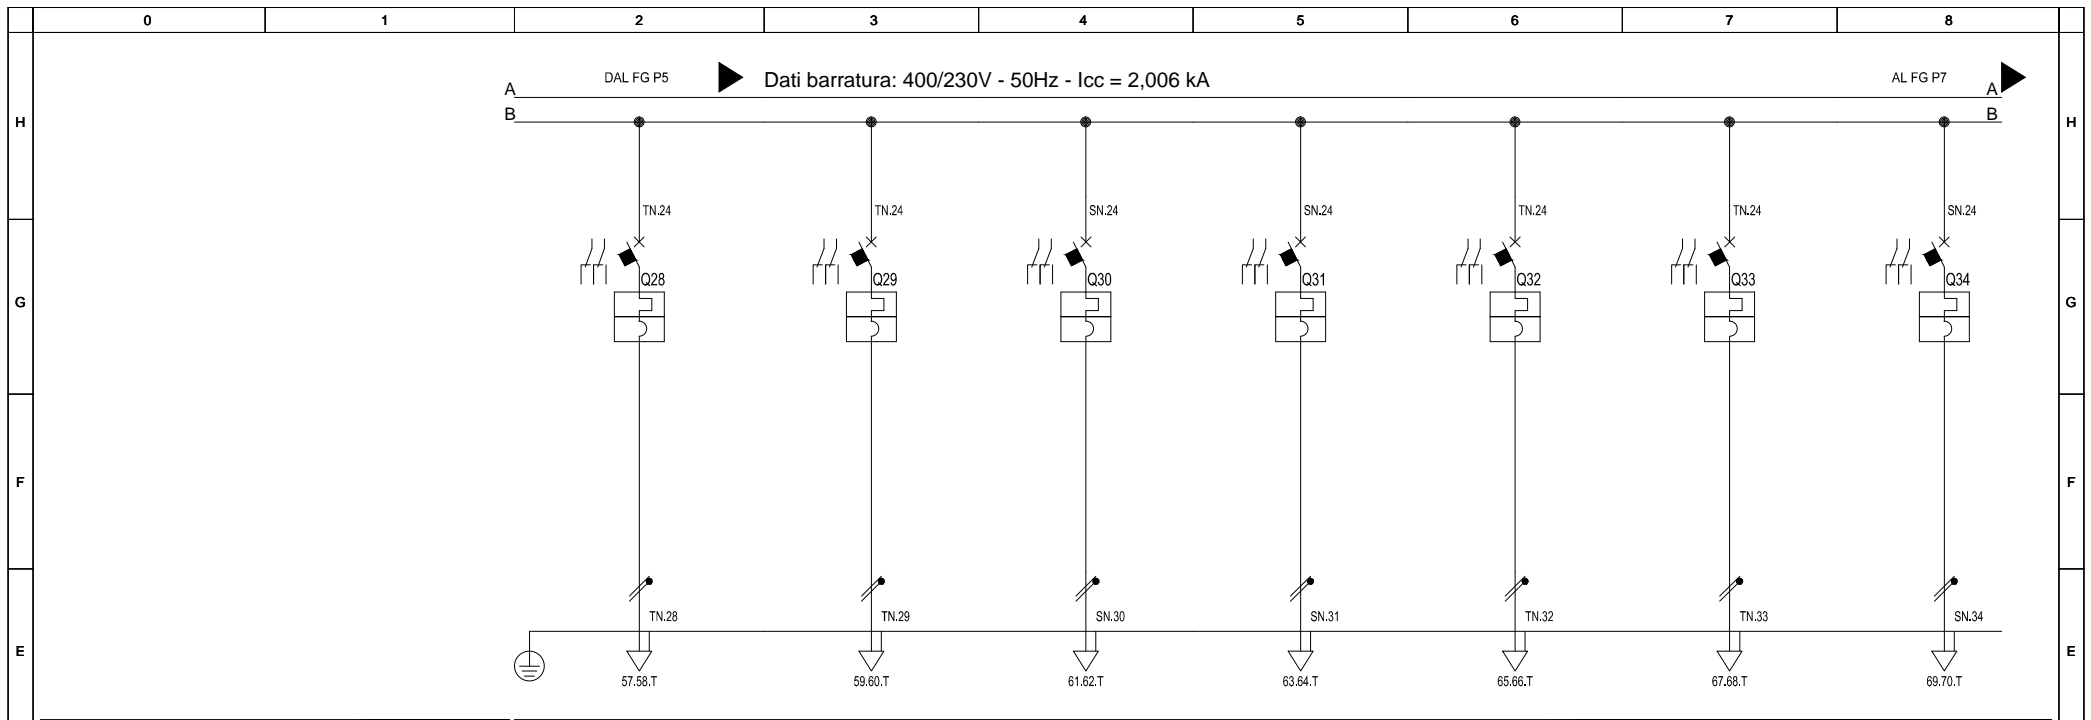 0 1 2 3 4 5 6 7 8
DAL FG P5 Dati barratura: 400/230V - 50Hz - Icc = 2,006 kA AL FG P7
A A
B B
H H
TN.24 TN.24 SN.24 SN.24 TN.24 TN.24 SN.24
Q28 Q29 Q30 Q31 Q32 Q33 Q34
G G
F F
TN.28 TN.29 SN.30 SN.31 TN.32 TN.33 SN.34
E E
57.58.T 59.60.T 61.62.T 63.64.T 65.66.T 67.68.T 69.70.T